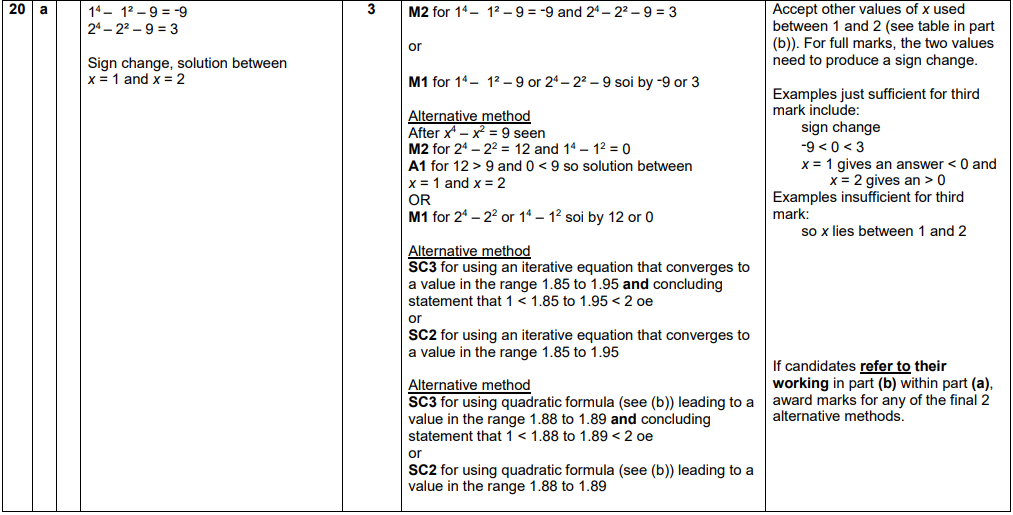 20 a
1⁴ – 1² – 9 = -9
2⁴ – 2² – 9 = 3
Sign change, solution between
x = 1 and x = 2
3
M2 for 1⁴ – 1² – 9 = -9 and 2⁴ – 2² – 9 = 3
or
M1 for 1⁴ – 1² – 9 or 2⁴ – 2² – 9 soi by -9 or 3
Alternative method
After x⁴ – x² = 9 seen
M2 for 2⁴ – 2² = 12 and 1⁴ – 1² = 0
A1 for 12 > 9 and 0 < 9 so solution between
x = 1 and x = 2
OR
M1 for 2⁴ – 2² or 1⁴ – 1² soi by 12 or 0
Alternative method
SC3 for using an iterative equation that converges to
a value in the range 1.85 to 1.95 and concluding
statement that 1 < 1.85 to 1.95 < 2 oe
or
SC2 for using an iterative equation that converges to
a value in the range 1.85 to 1.95
Alternative method
SC3 for using quadratic formula (see (b)) leading to a
value in the range 1.88 to 1.89 and concluding
statement that 1 < 1.88 to 1.89 < 2 oe
or
SC2 for using quadratic formula (see (b)) leading to a
value in the range 1.88 to 1.89
Accept other values of x used
between 1 and 2 (see table in part
(b)). For full marks, the two values
need to produce a sign change.
Examples just sufficient for third
mark include:
sign change
-9 < 0 < 3
x = 1 gives an answer < 0 and
x = 2 gives an > 0
Examples insufficient for third
mark:
so x lies between 1 and 2
If candidates refer to their
working in part (b) within part (a),
award marks for any of the final 2
alternative methods.